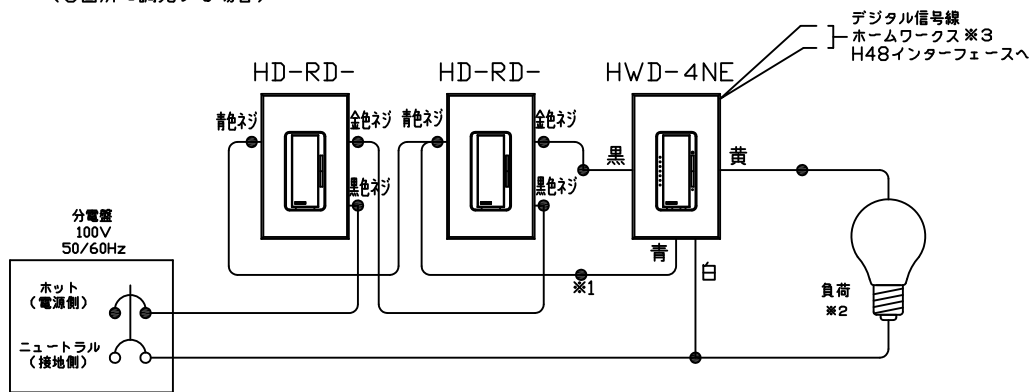 デジタル信号線
ホームワークス※3
H48インターフェースへ
HD-RD-
HD-RD-
HWD-4NE
青色ネジ
金色ネジ
青色ネジ
金色ネジ
黒
黄
黒色ネジ
黒色ネジ
分電盤
100V
50/60Hz
青
白
※1
ホット
(電源側)
負荷
※2
ニュートラル
(接地側)